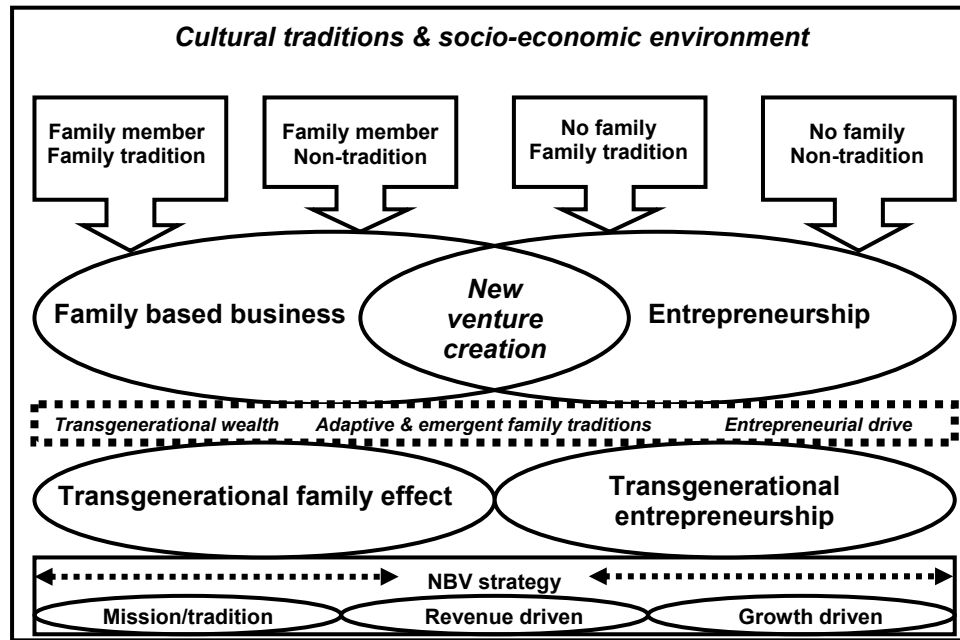 Cultural traditions & socio-economic environment
Family member
Family tradition
Family member
Non-tradition
No family
Family tradition
No family
Non-tradition
Family based business
New
venture
creation
Entrepreneurship
Transgenerational wealth
Adaptive & emergent family traditions
Entrepreneurial drive
Transgenerational family effect
Transgenerational
entrepreneurship
NBV strategy
Mission/tradition
Revenue driven
Growth driven